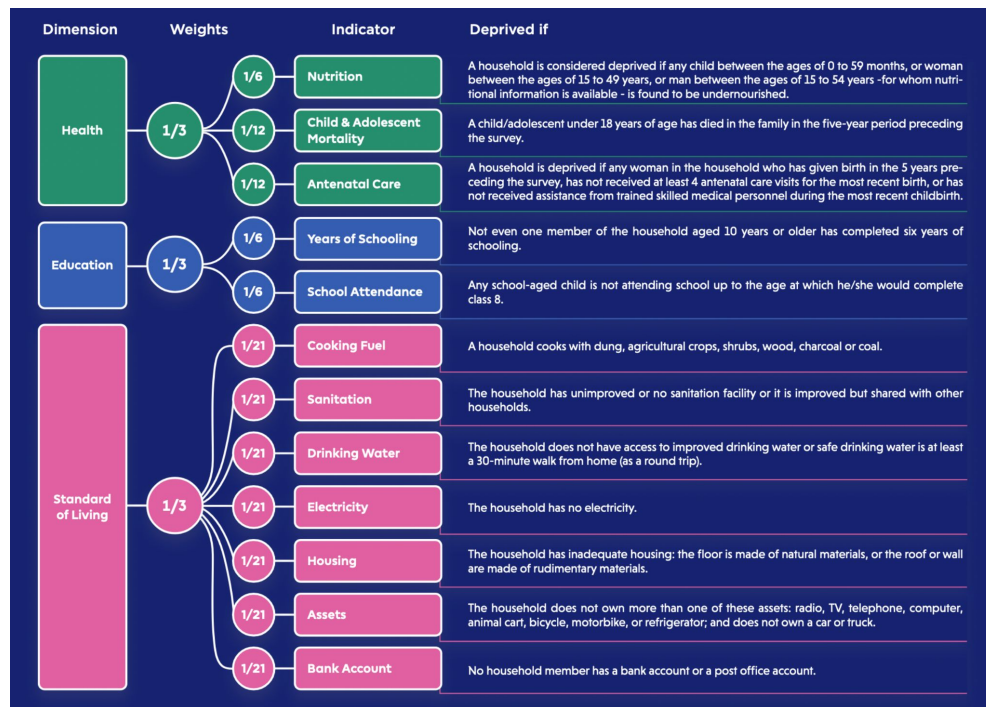 Dimension Weights Indicator Deprived if
Health
1/3
1/6
Nutrition
A household is considered deprived if any child between the ages of 0 to 59 months, or woman
between the ages of 15 to 49 years, or man between the ages of 15 to 54 years -for whom nutri-
tional information is available - is found to be undernourished.
1/12
Child & Adolescent
Mortality
A child/adolescent under 18 years of age has died in the family in the five-year period preceding
the survey.
1/12
Antenatal Care
A household is deprived if any woman in the household who has given birth in the 5 years pre-
ceding the survey, has not received at least 4 antenatal care visits for the most recent birth, or has
not received assistance from trained skilled medical personnel during the most recent childbirth.
Education
1/3
1/6
Years of Schooling
Not even one member of the household aged 10 years or older has completed six years of
schooling.
1/6
School Attendance
Any school-aged child is not attending school up to the age at which he/she would complete
class 8.
Standard
of Living
1/3
1/21
Cooking Fuel
A household cooks with dung, agricultural crops, shrubs, wood, charcoal or coal.
1/21
Sanitation
The household has unimproved or no sanitation facility or it is improved but shared with other
households.
1/21
Drinking Water
The household does not have access to improved drinking water or safe drinking water is at least
a 30-minute walk from home (as a round trip).
1/21
Electricity
The household has no electricity.
1/21
Housing
The household has inadequate housing: the floor is made of natural materials, or the roof or wall
are made of rudimentary materials.
1/21
Assets
The household does not own more than one of these assets: radio, TV, telephone, computer,
animal cart, bicycle, motorbike, or refrigerator; and does not own a car or truck.
1/21
Bank Account
No household member has a bank account or a post office account.